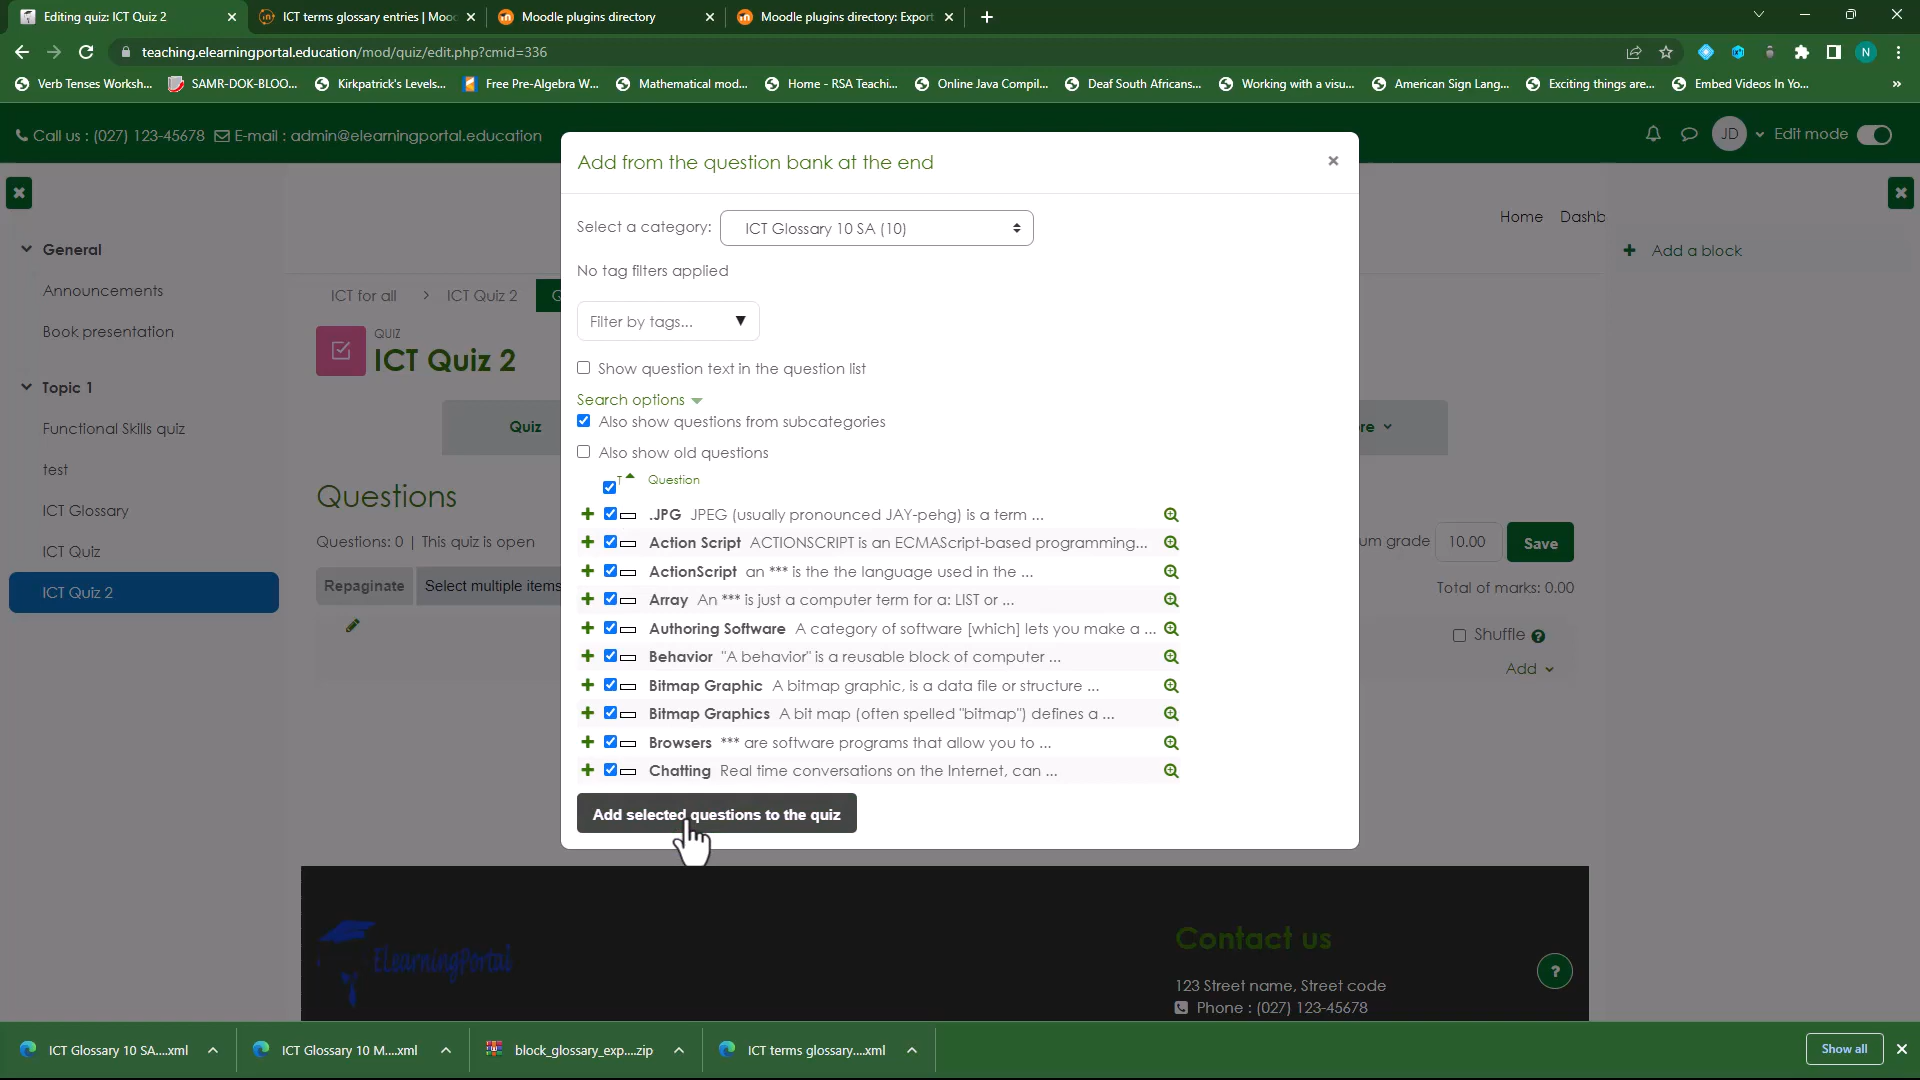 Editing quiz: ICT Quiz 2
ICT terms glossary entries | Mood
Moodle plugins directory
Moodle plugins directory: Export
teaching.elearningportal.education/mod/quiz/edit.php?cmid=336
N
Verb Tenses Worksh...
SAMR-DOK-BLOO...
Kirkpatrick's Levels...
Free Pre-Algebra W...
Mathematical mod...
Home - RSA Teachi...
Online Java Compil...
Deaf South Africans...
Working with a visu...
American Sign Lang...
Exciting things are...
Embed Videos In Yo...
»
Call us : (027) 123-45678 E-mail : admin@elearningportal.education
JD
Edit mode
Home Dashb
Add a block
General
Announcements
Book presentation
Topic 1
Functional Skills quiz
test
ICT Glossary
ICT Quiz
ICT Quiz 2
ICT for all > ICT Quiz 2
QUIZ
ICT Quiz 2
Quiz
re
Questions
Questions: 0 | This quiz is open
um grade 10.00 Save
Repaginate Select multiple items
Total of marks: 0.00
Shuffle ?
Add
Add from the question bank at the end
×
Select a category: ICT Glossary 10 SA (10)
No tag filters applied
Filter by tags... ▼
Show question text in the question list
Search options
Also show questions from subcategories
Also show old questions
T Question
.JPG JPEG (usually pronounced JAY-pehg) is a term ...
Action Script ACTIONSCRIPT is an ECMAScript-based programming...
ActionScript an *** is the the language used in the ...
Array An *** is just a computer term for a: LIST or ...
Authoring Software A category of software [which] lets you make a ...
Behavior "A behavior" is a reusable block of computer ...
Bitmap Graphic A bitmap graphic, is a data file or structure ...
Bitmap Graphics A bit map (often spelled "bitmap") defines a ...
Browsers *** are software programs that allow you to ...
Chatting Real time conversations on the Internet, can ...
Add selected questions to the quiz
ElearningPortal
Contact us
123 Street name, Street code
Phone : (027) 123-45678
?
ICT Glossary 10 SA....xml
ICT Glossary 10 M....xml
block_glossary_exp....zip
ICT terms glossary....xml
Show all